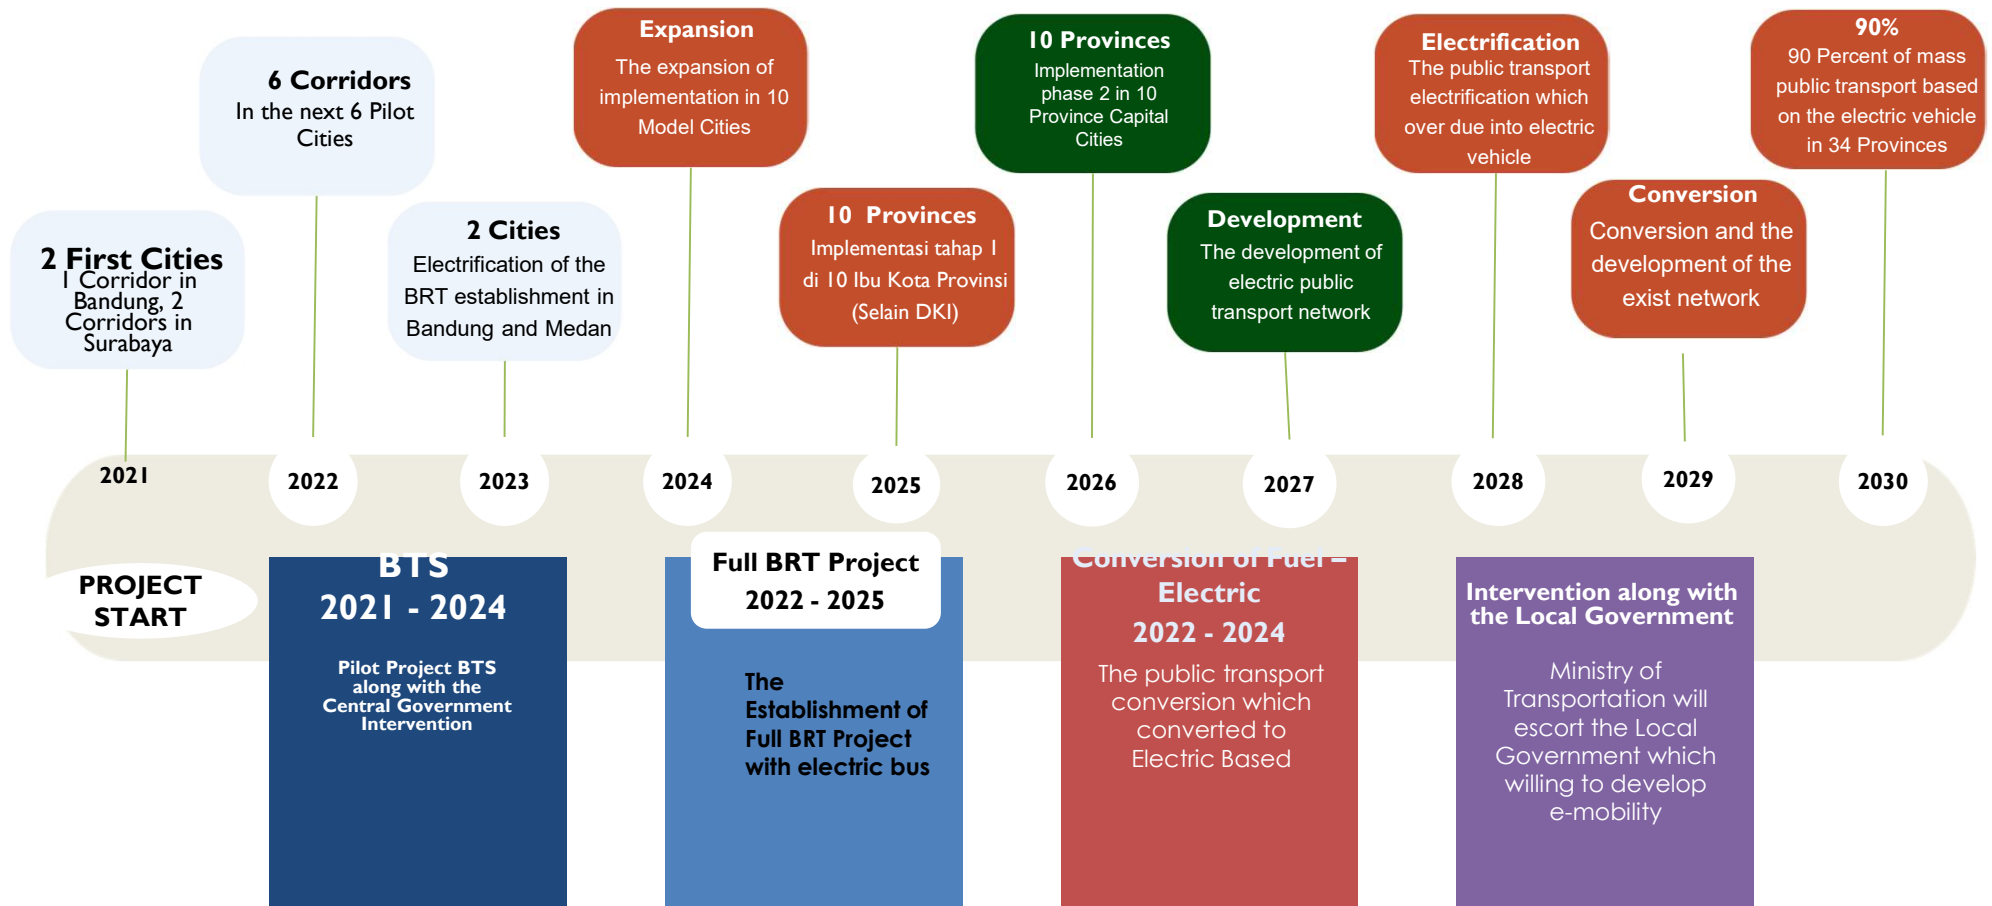 2 First Cities
1 Corridor in
Bandung, 2
Corridors in
Surabaya
6 Corridors
In the next 6 Pilot
Cities
2 Cities
Electrification of the
BRT establishment in
Bandung and Medan
Expansion
The expansion of
implementation in 10
Model Cities
10 Provinces
Implementasi tahap 1
di 10 Ibu Kota Provinsi
(Selain DKI)
10 Provinces
Implementation
phase 2 in 10
Province Capital
Cities
Development
The development of
electric public
transport network
Electrification
The public transport
electrification which
over due into electric
vehicle
Conversion
Conversion and the
development of the
exist network
90%
90 Percent of mass
public transport based
on the electric vehicle
in 34 Provinces
2021
2022
2023
2024
2025
2026
2027
2028
2029
2030
PROJECT
START
BTS
2021 - 2024
Pilot Project BTS
along with the
Central Government
Intervention
Full BRT Project
2022 - 2025
The
Establishment of
Full BRT Project
with electric bus
Conversion of Fuel –
Electric
2022 - 2024
The public transport
conversion which
converted to
Electric Based
Intervention along with
the Local Government
Ministry of
Transportation will
escort the Local
Government which
willing to develop
e-mobility